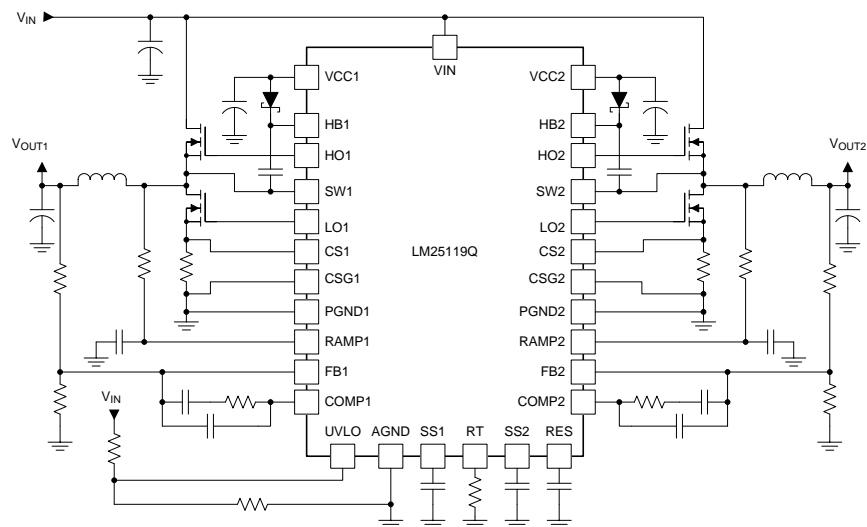 VIN
VIN
VCC1
VCC2
HB1
HB2
HO1
HO2
VOUT1
VOUT2
SW1
SW2
LO1
LO2
CS1
LM25119Q
CS2
CSG1
CSG2
PGND1
PGND2
RAMP1
RAMP2
FB1
FB2
VIN
COMP1
COMP2
UVLO
AGND
SS1
RT
SS2
RES